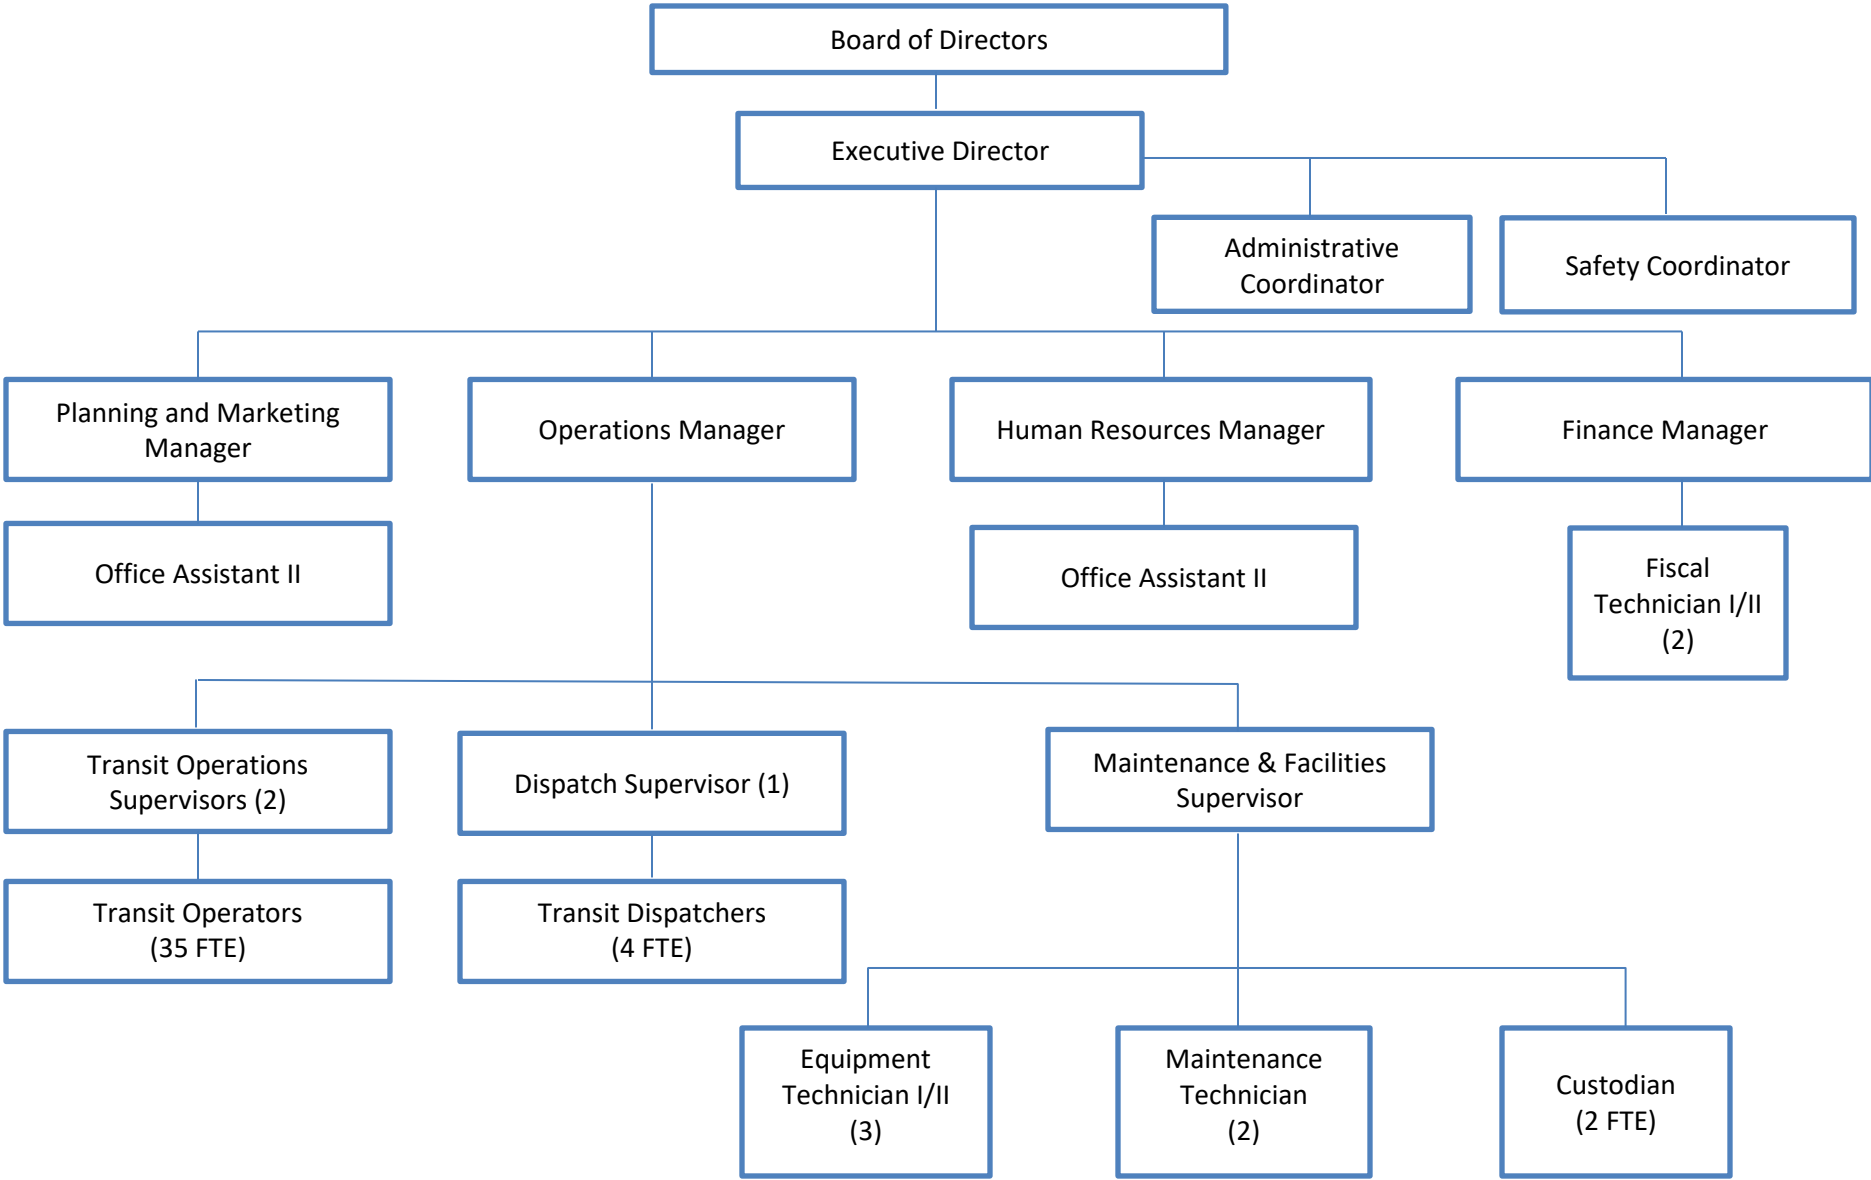 Board of Directors
Executive Director
Administrative
Coordinator
Safety Coordinator
Planning and Marketing
Manager
Operations Manager
Human Resources Manager
Finance Manager
Office Assistant II
Office Assistant II
Fiscal
Technician I/II
(2)
Transit Operations
Supervisors (2)
Dispatch Supervisor (1)
Maintenance & Facilities
Supervisor
Transit Operators
(35 FTE)
Transit Dispatchers
(4 FTE)
Equipment
Technician I/II
(3)
Maintenance
Technician
(2)
Custodian
(2 FTE)